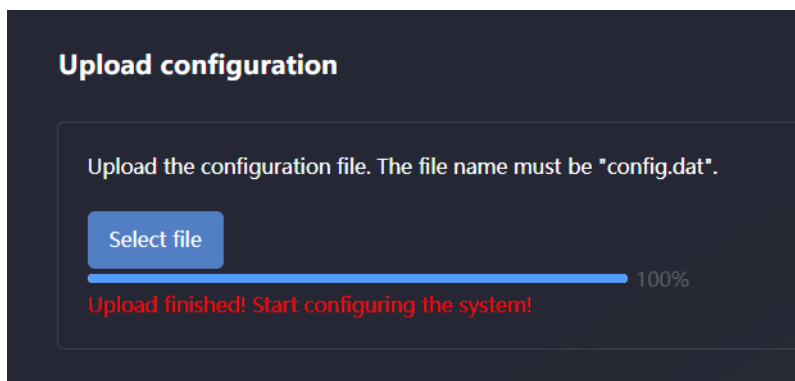 Upload configuration
Upload the configuration file. The file name must be "config.dat".
Select file
100%
Upload finished! Start configuring the system!